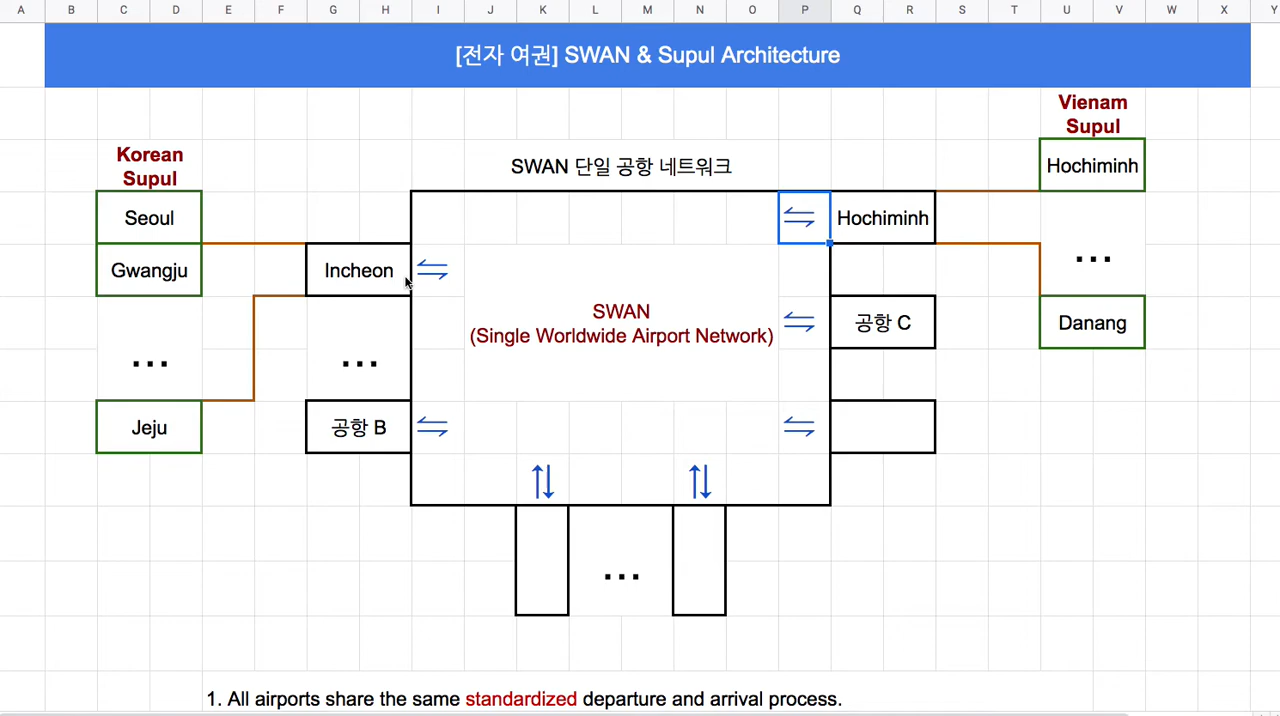 A B C D E F G H I J K L M N O P Q R S T U V W X Y
[전자 여권] SWAN & Supul Architecture
Vienam
Supul
Korean
Supul
SWAN 단일 공항 네트워크
Hochiminh
Seoul
⇋
Hochiminh
Gwangju
Incheon
⇋
...
SWAN
(Single Worldwide Airport Network)
⇋
공항 C
Danang
...
...
Jeju
공항 B
⇋
⇋
⇅
⇅
...
1. All airports share the same standardized departure and arrival process.